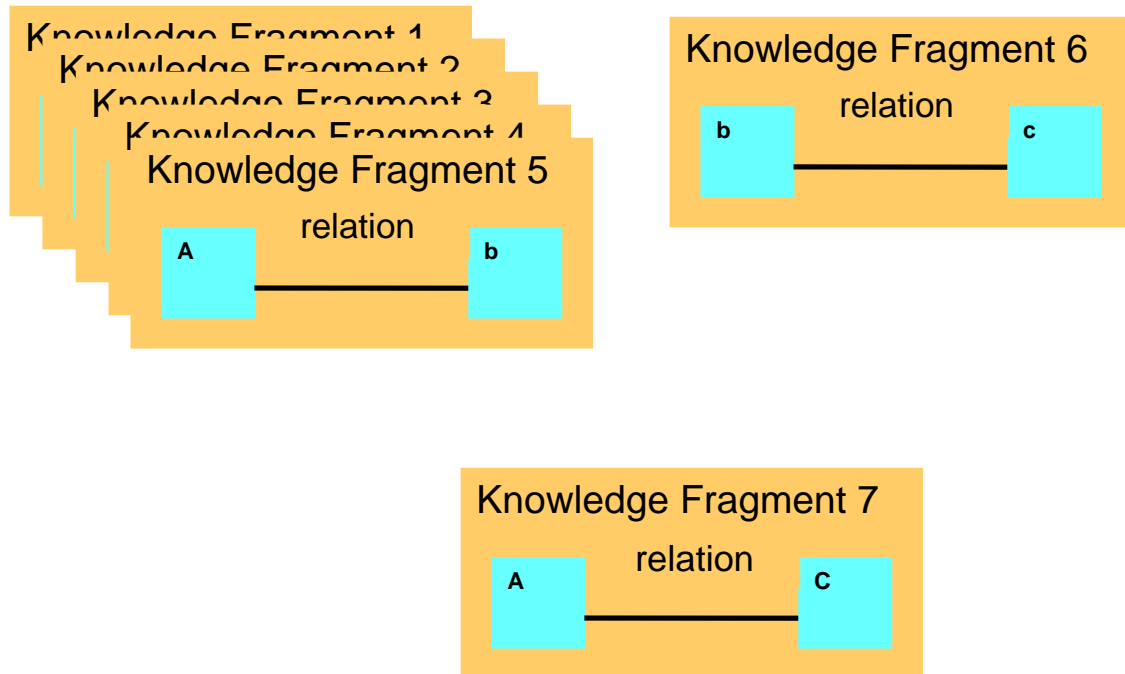 Knowledge Fragment 1
Knowledge Fragment 2
Knowledge Fragment 3
Knowledge Fragment 4
Knowledge Fragment 5
relation
A b
Knowledge Fragment 6
relation
b c
Knowledge Fragment 7
relation
A C